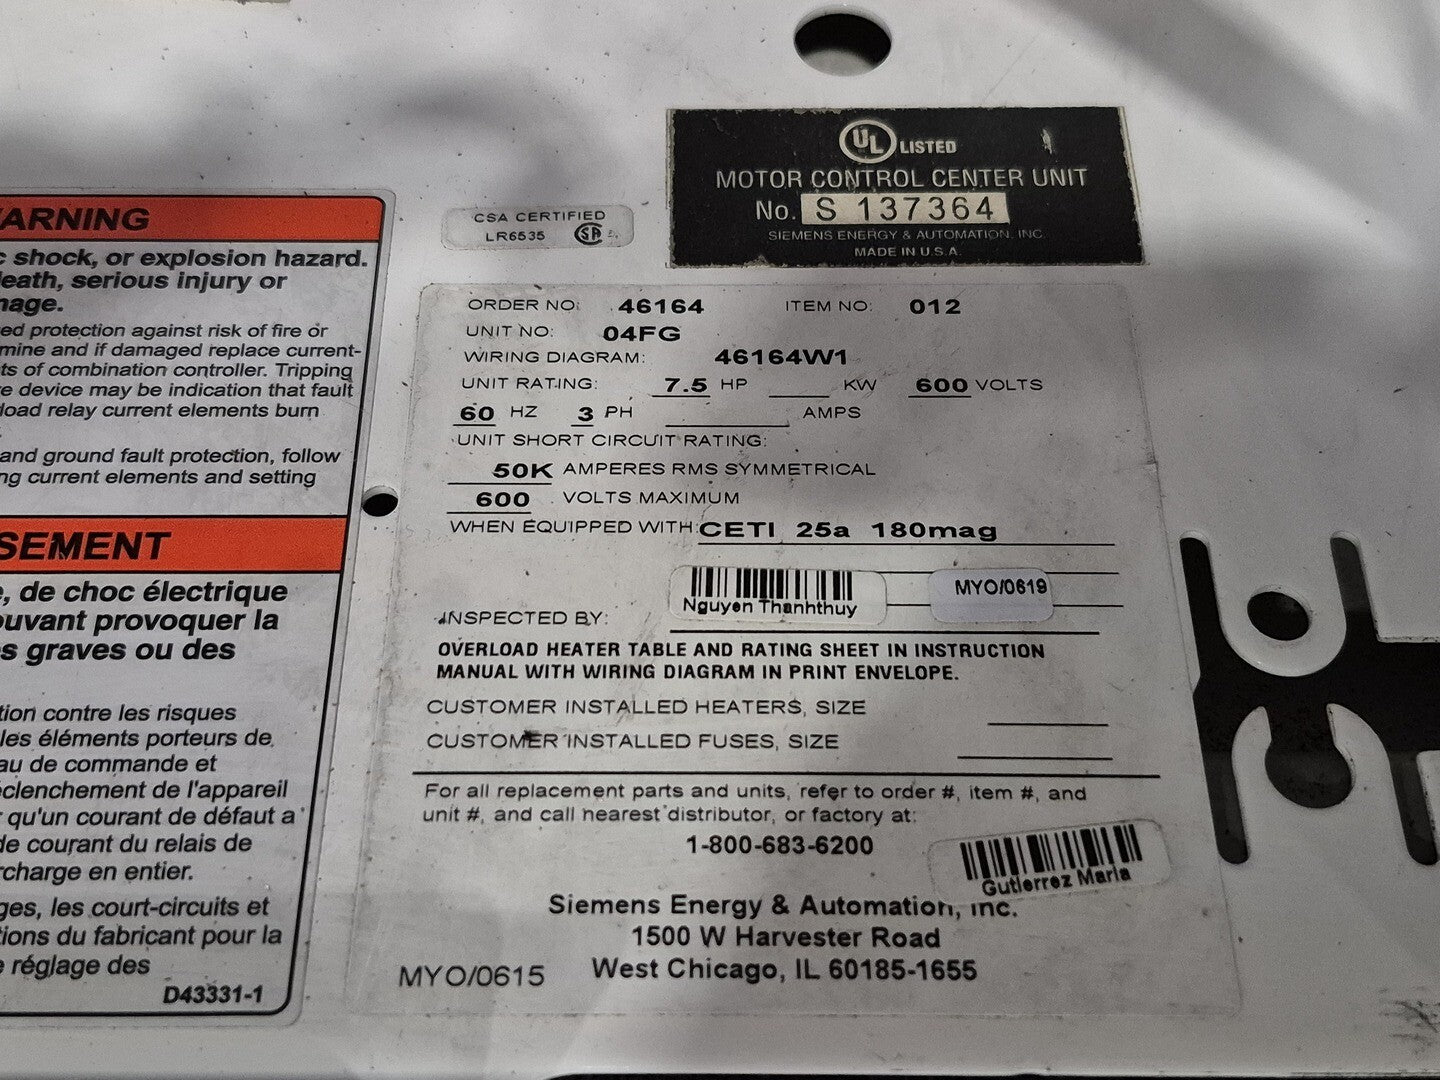 UL LISTED
MOTOR CONTROL CENTER UNIT
No. S 137364
SIEMENS ENERGY & AUTOMATION, INC.
MADE IN U.S.A.
CSA CERTIFIED
LR6535 SA
ARNING
c shock, or explosion hazard.
death, serious injury or
mage.
ed protection against risk of fire or
mine and if damaged replace current-
ts of combination controller. Tripping
e device may be indication that fault
load relay current elements burn
and ground fault protection, follow
ng current elements and setting
SEMENT
e, de choc électrique
ouvant provoquer la
s graves ou des
tion contre les risques
les éléments porteurs de
au de commande et
éclenchement de l'appareil
r qu'un courant de défaut a
de courant du relais de
rcharge en entier.
ges, les court-circuits et
tions du fabricant pour la
e réglage des
D43331-1
ORDER NO: 46164 ITEM NO: 012
UNIT NO: 04FG
WIRING DIAGRAM: 46164W1
UNIT RATING: 7.5 HP KW 600 VOLTS
60 HZ 3 PH AMPS
UNIT SHORT CIRCUIT RATING:
50K AMPERES RMS SYMMETRICAL
600 VOLTS MAXIMUM
WHEN EQUIPPED WITH: CETI 25a 180mag
INSPECTED BY: Nguyen Thanhthuy MYO/0619
OVERLOAD HEATER TABLE AND RATING SHEET IN INSTRUCTION
MANUAL WITH WIRING DIAGRAM IN PRINT ENVELOPE.
CUSTOMER INSTALLED HEATERS, SIZE
CUSTOMER INSTALLED FUSES, SIZE
For all replacement parts and units, refer to order #, item #, and
unit #, and call nearest distributor, or factory at:
1-800-683-6200
Gutierrez Maria
Siemens Energy & Automation, Inc.
1500 W Harvester Road
West Chicago, IL 60185-1655
MYO/0615